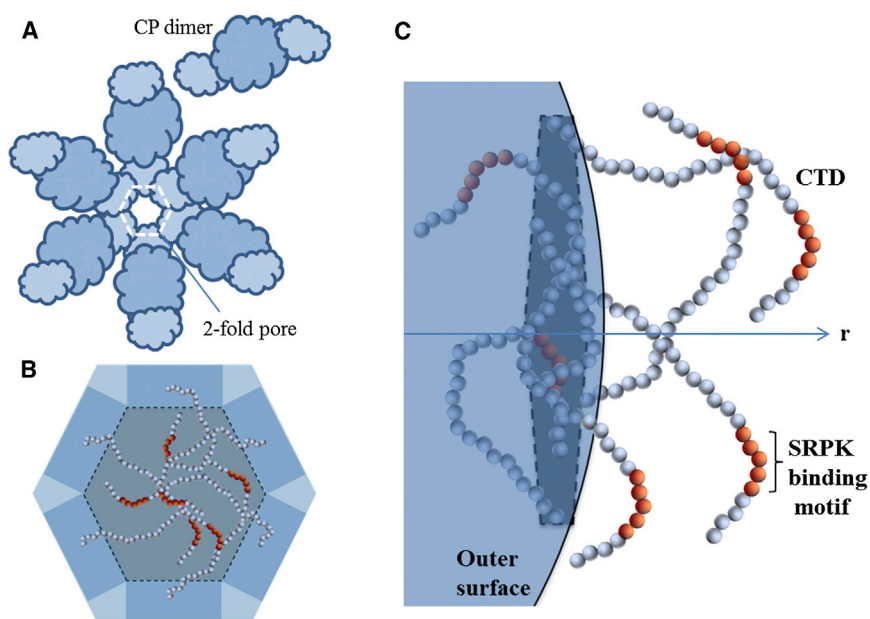 A
CP dimer
2-fold pore
B
C
CTD
r
SRPK
binding
motif
Outer
surface